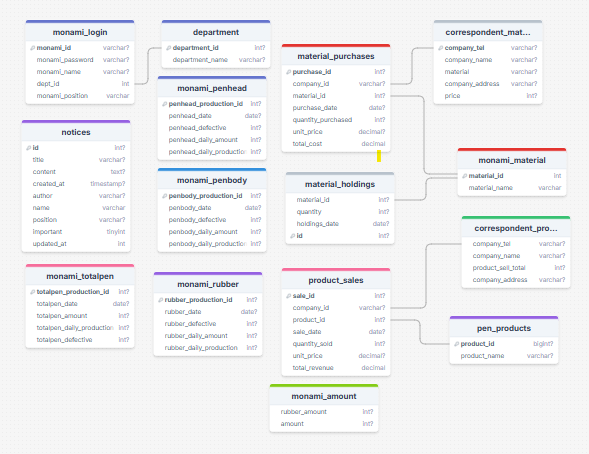 monami_login
monami_id varchar?
monami_password varchar?
monami_name varchar?
dept_id int
monami_position varchar
department
department_id int?
department_name varchar?
monami_penhead
penhead_production_id int?
penhead_date date?
penhead_defective int?
penhead_daily_amount int?
penhead_daily_productio int?
material_purchases
purchase_id int?
company_id varchar?
material_id int?
purchase_date date?
quantity_purchased int?
unit_price decimal?
total_cost decimal
correspondent_mat...
company_tel varchar?
company_name varchar?
material varchar?
company_address varchar?
price int?
notices
id int?
title varchar?
content text?
created_at timestamp?
author varchar?
name varchar
position varchar?
important tinyint
updated_at int
monami_penbody
penbody_production_id int?
penbody_date date?
penbody_defective int?
penbody_daily_amount int?
penbody_daily_productio int?
material_holdings
material_id int?
quantity int?
holdings_date date?
id int?
monami_material
material_id int
material_name varchar
correspondent_pro...
company_tel varchar?
company_name varchar?
product_sell_total int?
company_address varchar?
monami_totalpen
totalpen_production_id int?
totalpen_date date?
totalpen_amount int?
totalpen_daily_production int?
totalpen_defective int?
monami_rubber
rubber_production_id int?
rubber_date date?
rubber_defective int?
rubber_daily_amount int?
rubber_daily_production int?
product_sales
sale_id int?
company_id varchar?
product_id int?
sale_date date?
quantity_sold int?
unit_price decimal?
total_revenue decimal
pen_products
product_id bigint?
product_name varchar?
monami_amount
rubber_amount int?
amount int?